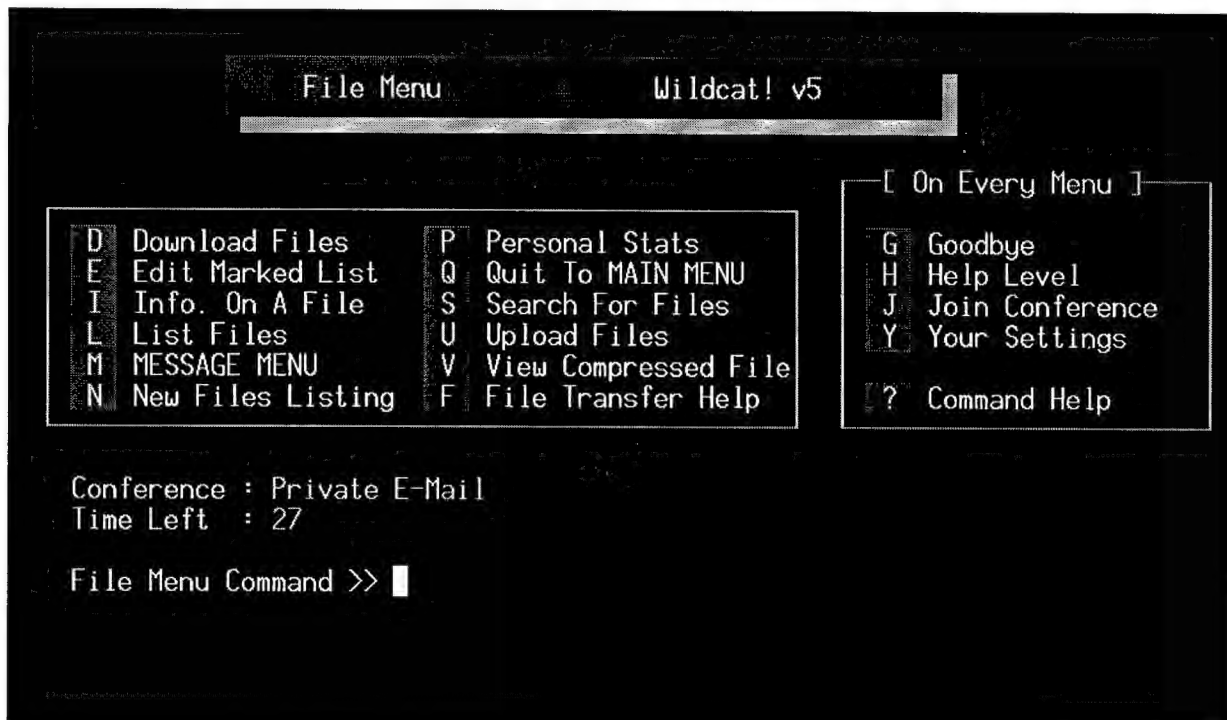 File Menu Wildcat! v5
[ On Every Menu ]
D Download Files P Personal Stats G Goodbye
E Edit Marked List Q Quit To MAIN MENU H Help Level
I Info. On A File S Search For Files J Join Conference
L List Files U Upload Files Y Your Settings
M MESSAGE MENU V View Compressed File
N New Files Listing F File Transfer Help ? Command Help
Conference : Private E-Mail
Time Left : 27
File Menu Command >>